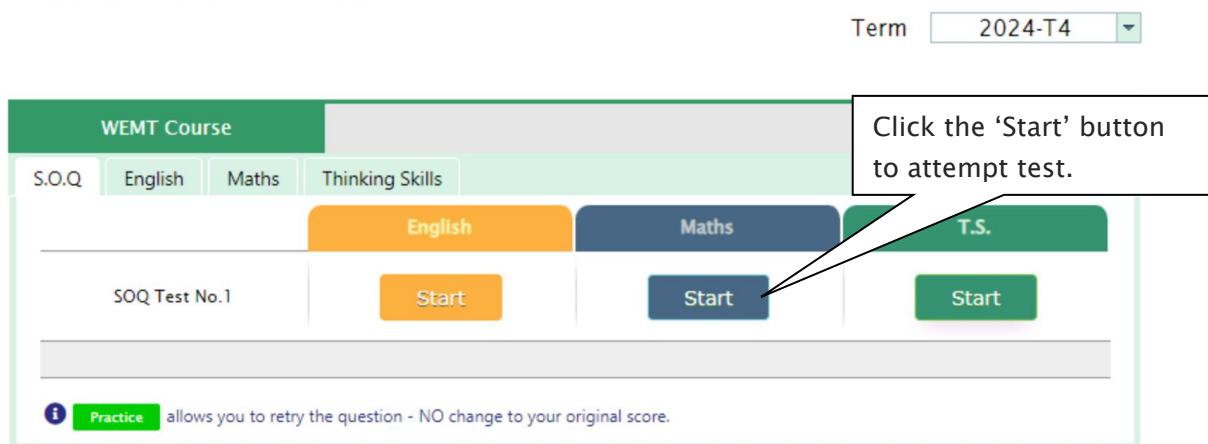 Term 2024-T4
WEMT Course
Click the ‘Start’ button
to attempt test.
S.O.Q English Maths Thinking Skills
English Maths T.S.
SOQ Test No.1 Start Start Start
Practice allows you to retry the question - NO change to your original score.